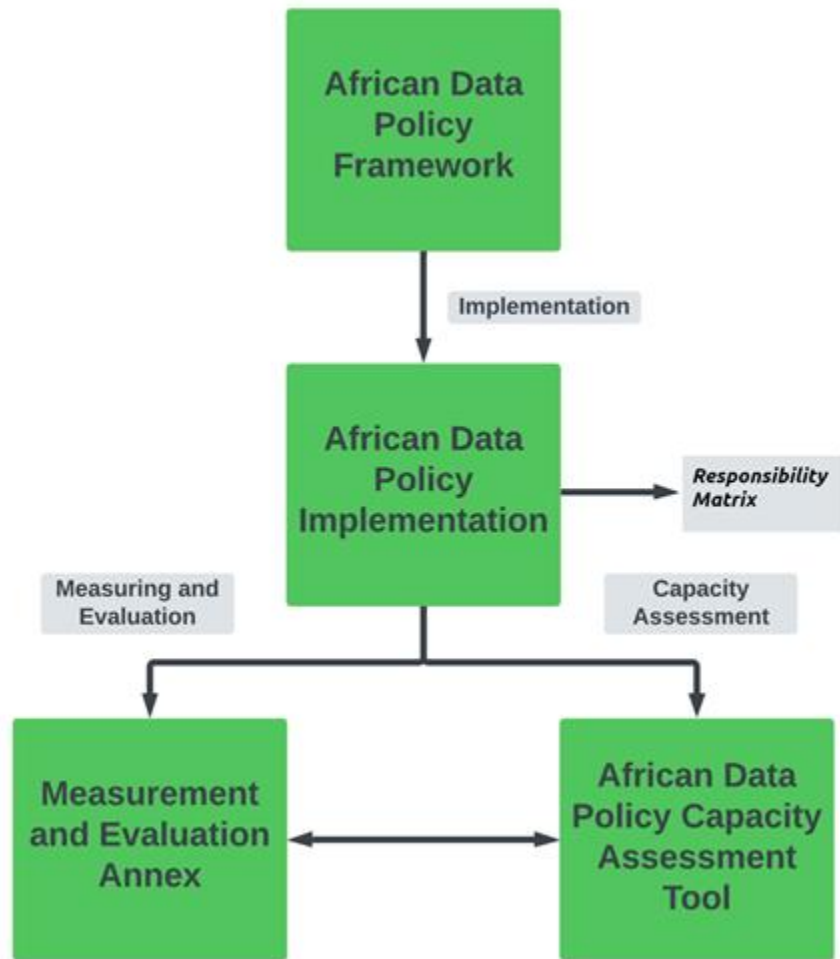 African Data
Policy
Framework
Implementation
African Data
Policy
Implementation
Responsibility
Matrix
Measuring and
Evaluation
Capacity
Assessment
Measurement
and Evaluation
Annex
African Data
Policy Capacity
Assessment
Tool